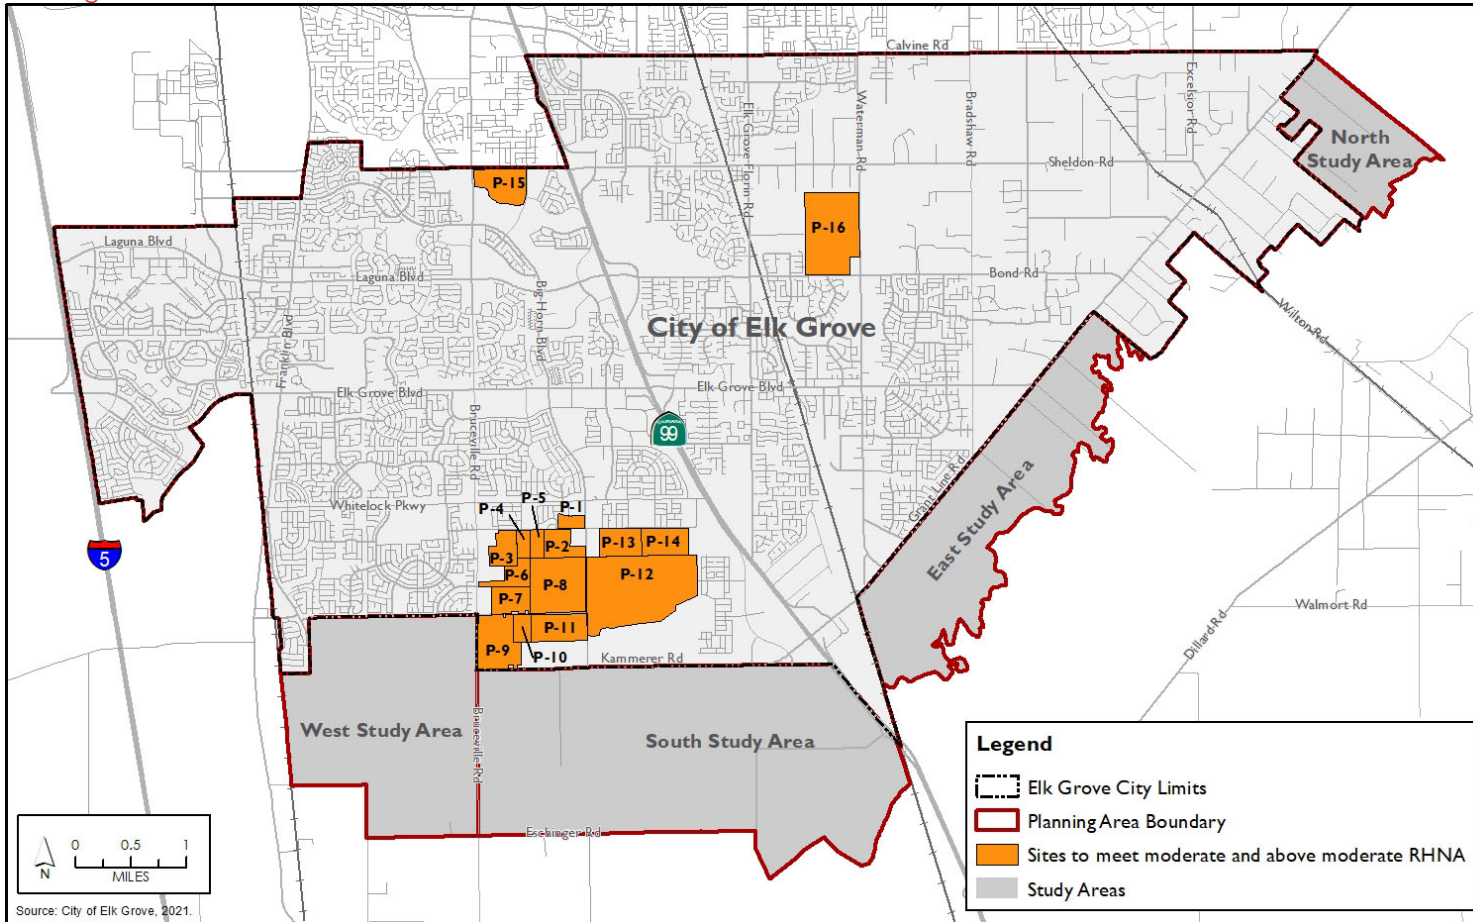 Calvine Rd
Excelsior Rd
Elk Grove-Florin Rd
Waterman Rd
Bradshaw Rd
North
Study Area
Sheldon Rd
P-15
P-16
Laguna Blvd
Laguna Blvd
Bond Rd
Big Horn Blvd
City of Elk Grove
Wilton Rd
Franklin Blvd
Elk Grove Blvd
Elk Grove Blvd
Bruceville Rd
CALIFORNIA
99
Grant Line Rd
East Study Area
Whitelock Pkwy
P-5
P-4
P-1
5
P-3
P-2
P-13
P-14
P-6
P-8
P-12
P-7
P-11
P-9
P-10
Kammerer Rd
Walmort Rd
Dillard Rd
West Study Area
Bruceville Rd
South Study Area
Eschinger Rd
Legend
Elk Grove City Limits
Planning Area Boundary
Sites to meet moderate and above moderate RHNA
Study Areas
0 0.5 1
MILES
N
Source: City of Elk Grove, 2021.